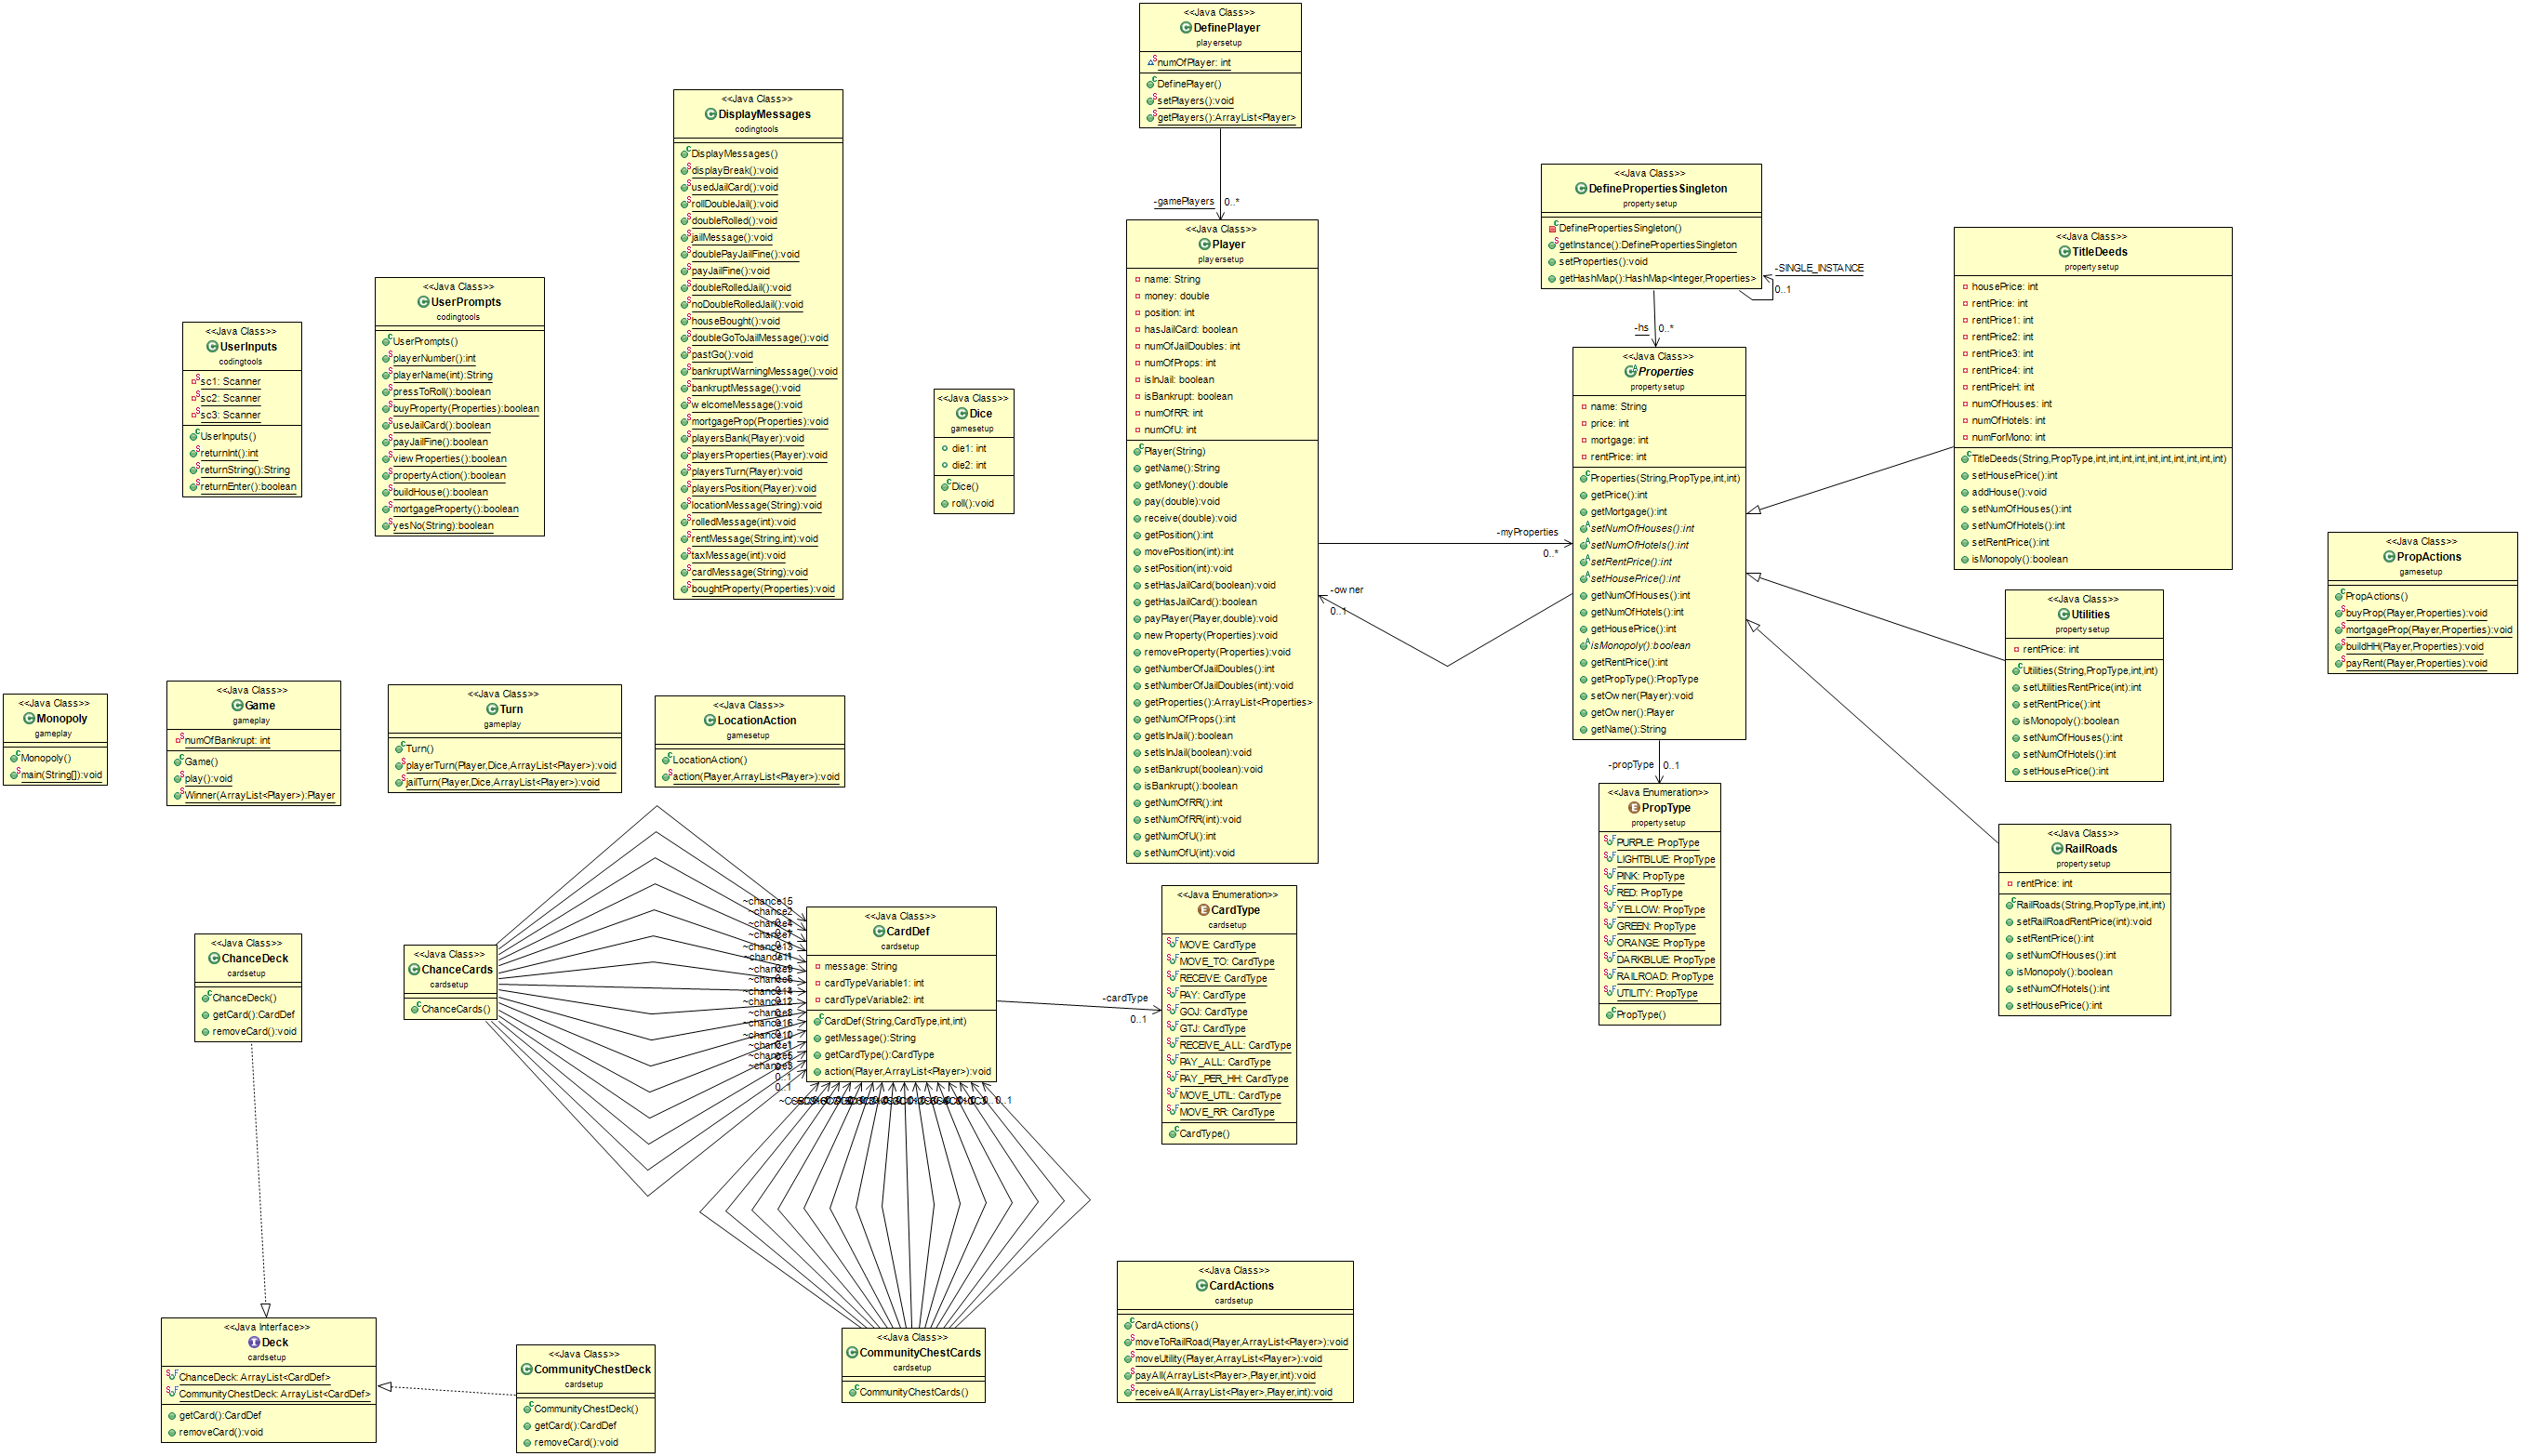 <<Java Class>>
DefinePlayer
playersetup
numOfPlayer: int
DefinePlayer()
setPlayers():void
getPlayers():ArrayList<Player>
-gamePlayers
0..*
<<Java Class>>
DisplayMessages
codingtools
DisplayMessages()
displayBreak():void
usedJailCard():void
rollDoubleJail():void
doubleRolled():void
jailMessage():void
doublePayJailFine():void
payJailFine():void
doubleRolledJail():void
noDoubleRolledJail():void
houseBought():void
doubleGoToJailMessage():void
pastGo():void
bankruptWarningMessage():void
bankruptMessage():void
welcomeMessage():void
mortgageProp(Properties):void
playersBank(Player):void
playersProperties(Player):void
playersTurn(Player):void
playersPosition(Player):void
locationMessage(String):void
rolledMessage(int):void
rentMessage(String,int):void
taxMessage(int):void
cardMessage(String):void
boughtProperty(Properties):void
<<Java Class>>
UserPrompts
codingtools
UserPrompts()
playerNumber():int
playerName(int):String
pressToRoll():boolean
buyProperty(Properties):boolean
useJailCard():boolean
payJailFine():boolean
viewProperties():boolean
propertyAction():boolean
buildHouse():boolean
mortgageProperty():boolean
yesNo(String):boolean
<<Java Class>>
UserInputs
codingtools
sc1: Scanner
sc2: Scanner
sc3: Scanner
UserInputs()
returnInt():int
returnString():String
returnEnter():boolean
<<Java Class>>
Dice
gamesetup
die1: int
die2: int
Dice()
roll():void
<<Java Class>>
Player
playersetup
name: String
money: double
position: int
hasJailCard: boolean
numOfJailDoubles: int
numOfProps: int
isInJail: boolean
isBankrupt: boolean
numOfRR: int
numOfU: int
Player(String)
getName():String
getMoney():double
pay(double):void
receive(double):void
getPosition():int
movePosition(int):int
setPosition(int):void
setHasJailCard(boolean):void
getHasJailCard():boolean
payPlayer(Player,double):void
newProperty(Properties):void
removeProperty(Properties):void
getNumberOfJailDoubles():int
setNumberOfJailDoubles(int):void
getProperties():ArrayList<Properties>
getNumOfProps():int
getIsInJail():boolean
setIsInJail(boolean):void
setBankrupt(boolean):void
isBankrupt():boolean
getNumOfRR():int
setNumOfRR(int):void
getNumOfU():int
setNumOfU(int):void
-myProperties
0..*
-owner
0..1
<<Java Class>>
DefinePropertiesSingleton
propertysetup
DefinePropertiesSingleton()
getInstance():DefinePropertiesSingleton
setProperties():void
getHashMap():HashMap<Integer,Properties>
-SINGLE_INSTANCE
0..1
-hs
0..*
<<Java Class>>
Properties
propertysetup
name: String
price: int
mortgage: int
rentPrice: int
Properties(String,PropType,int,int)
getPrice():int
getMortgage():int
setNumOfHouses():int
setNumOfHotels():int
setRentPrice():int
setHousePrice():int
getNumOfHouses():int
getNumOfHotels():int
getHousePrice():int
isMonopoly():boolean
getRentPrice():int
getPropType():PropType
setOwner(Player):void
getOwner():Player
getName():String
-propType
0..1
<<Java Enumeration>>
PropType
propertysetup
PURPLE: PropType
LIGHTBLUE: PropType
PINK: PropType
RED: PropType
YELLOW: PropType
GREEN: PropType
ORANGE: PropType
DARKBLUE: PropType
RAILROAD: PropType
UTILITY: PropType
PropType()
<<Java Class>>
TitleDeeds
propertysetup
housePrice: int
rentPrice: int
rentPrice1: int
rentPrice2: int
rentPrice3: int
rentPrice4: int
rentPriceH: int
numOfHouses: int
numOfHotels: int
numForMono: int
TitleDeeds(String,PropType,int,int,int,int,int,int,int,int,int)
setHousePrice():int
addHouse():void
setNumOfHouses():int
setNumOfHotels():int
setRentPrice():int
isMonopoly():boolean
<<Java Class>>
Utilities
propertysetup
rentPrice: int
Utilities(String,PropType,int,int)
setUtilitiesRentPrice(int):int
setRentPrice():int
isMonopoly():boolean
setNumOfHouses():int
setNumOfHotels():int
setHousePrice():int
<<Java Class>>
RailRoads
propertysetup
rentPrice: int
RailRoads(String,PropType,int,int)
setRailRoadRentPrice(int):void
setRentPrice():int
setNumOfHouses():int
isMonopoly():boolean
setNumOfHotels():int
setHousePrice():int
<<Java Class>>
PropActions
gamesetup
PropActions()
buyProp(Player,Properties):void
mortgageProp(Player,Properties):void
buildHH(Player,Properties):void
payRent(Player,Properties):void
<<Java Class>>
Monopoly
gameplay
Monopoly()
main(String[]):void
<<Java Class>>
Game
gameplay
numOfBankrupt: int
Game()
play():void
Winner(ArrayList<Player>):Player
<<Java Class>>
Turn
gameplay
Turn()
playerTurn(Player,Dice,ArrayList<Player>):void
jailTurn(Player,Dice,ArrayList<Player>):void
<<Java Class>>
LocationAction
gamesetup
LocationAction()
action(Player,ArrayList<Player>):void
<<Java Class>>
ChanceDeck
cardsetup
ChanceDeck()
getCard():CardDef
removeCard():void
<<Java Class>>
ChanceCards
cardsetup
ChanceCards()
~chance15
~chance2
0..1
0..1
<<Java Class>>
CardDef
cardsetup
message: String
cardTypeVariable1: int
cardTypeVariable2: int
CardDef(String,CardType,int,int)
getMessage():String
getCardType():CardType
action(Player,ArrayList<Player>):void
0..1
-cardType
0..1
<<Java Enumeration>>
CardType
cardsetup
MOVE: CardType
MOVE_TO: CardType
RECEIVE: CardType
PAY: CardType
GOJ: CardType
GTJ: CardType
RECEIVE_ALL: CardType
PAY_ALL: CardType
PAY_PER_HH: CardType
MOVE_UTIL: CardType
MOVE_RR: CardType
CardType()
<<Java Interface>>
Deck
cardsetup
ChanceDeck: ArrayList<CardDef>
CommunityChestDeck: ArrayList<CardDef>
getCard():CardDef
removeCard():void
<<Java Class>>
CommunityChestDeck
cardsetup
CommunityChestDeck()
getCard():CardDef
removeCard():void
<<Java Class>>
CommunityChestCards
cardsetup
CommunityChestCards()
<<Java Class>>
CardActions
cardsetup
CardActions()
moveToRailRoad(Player,ArrayList<Player>):void
moveUtility(Player,ArrayList<Player>):void
payAll(ArrayList<Player>,Player,int):void
receiveAll(ArrayList<Player>,Player,int):void